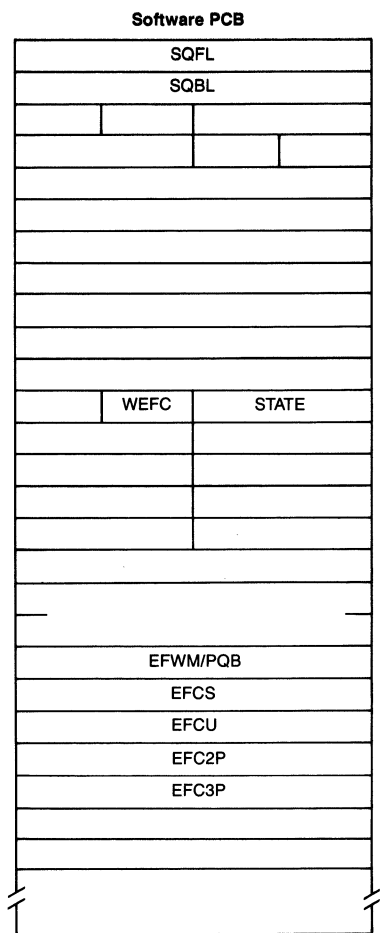 Software PCB
SQFL
SQBL
WEFC STATE
EFWM/PQB
EFCS
EFCU
EFC2P
EFC3P